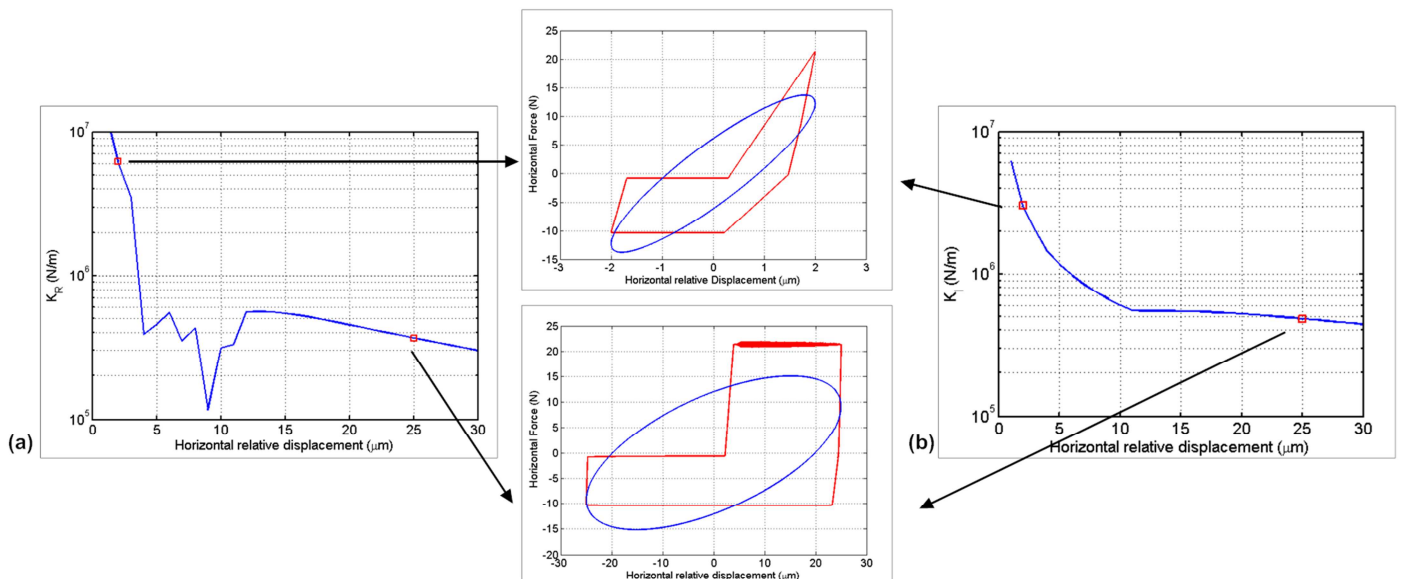 10^7
10^6
10^5
K_R (N/m)
0 5 10 15 20 25 30
Horizontal relative displacement (μm)
(a)
25
20
15
10
5
0
-5
-10
-15
Horizontal Force (N)
-3 -2 -1 0 1 2 3
Horizontal relative Displacement (μm)
25
20
15
10
5
0
-5
-10
-15
-20
Horizontal Force (N)
-30 -20 -10 0 10 20 30
horizontal relative Displacement (μm)
10^7
10^6
10^5
K_I (N/m)
0 5 10 15 20 25 30
Horizontal relative displacement (μm)
(b)